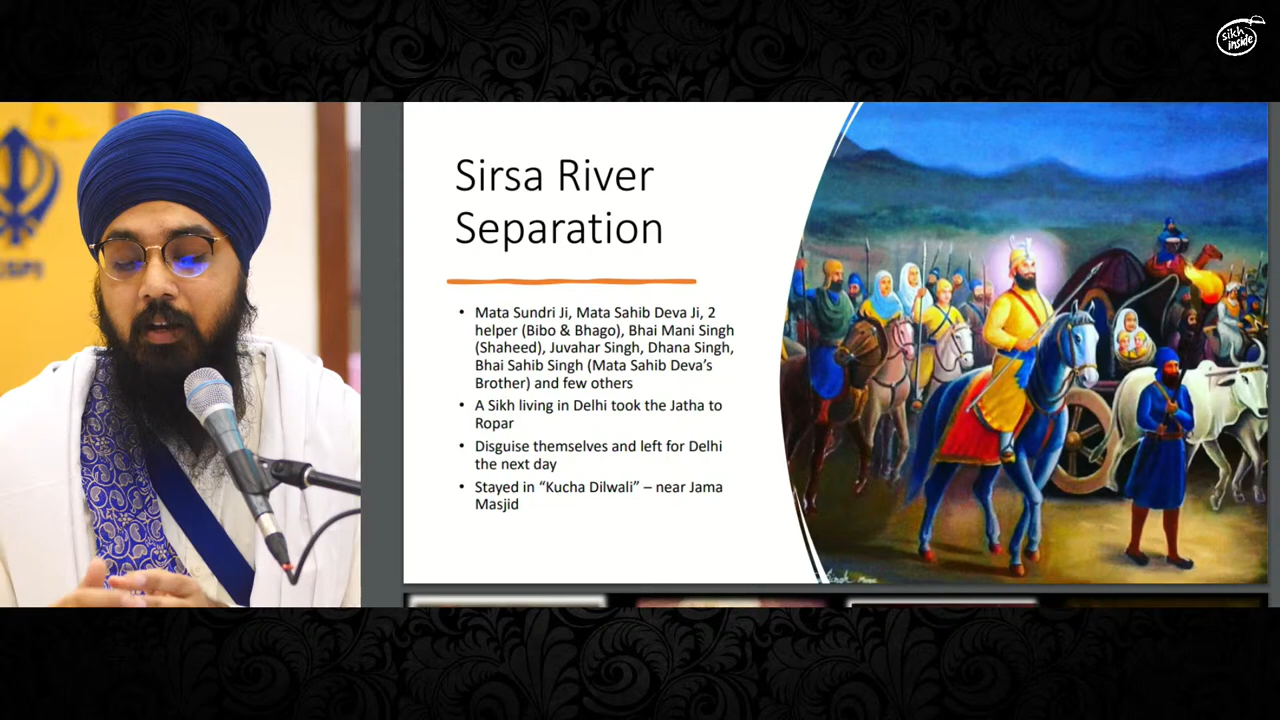 sikh
inside
Sirsa River
Separation
• Mata Sundri Ji, Mata Sahib Deva Ji, 2
helper (Bibo & Bhago), Bhai Mani Singh
(Shaheed), Juvahar Singh, Dhana Singh,
Bhai Sahib Singh (Mata Sahib Deva’s
Brother) and few others
• A Sikh living in Delhi took the Jatha to
Ropar
• Disguise themselves and left for Delhi
the next day
• Stayed in “Kucha Dilwali” – near Jama
Masjid